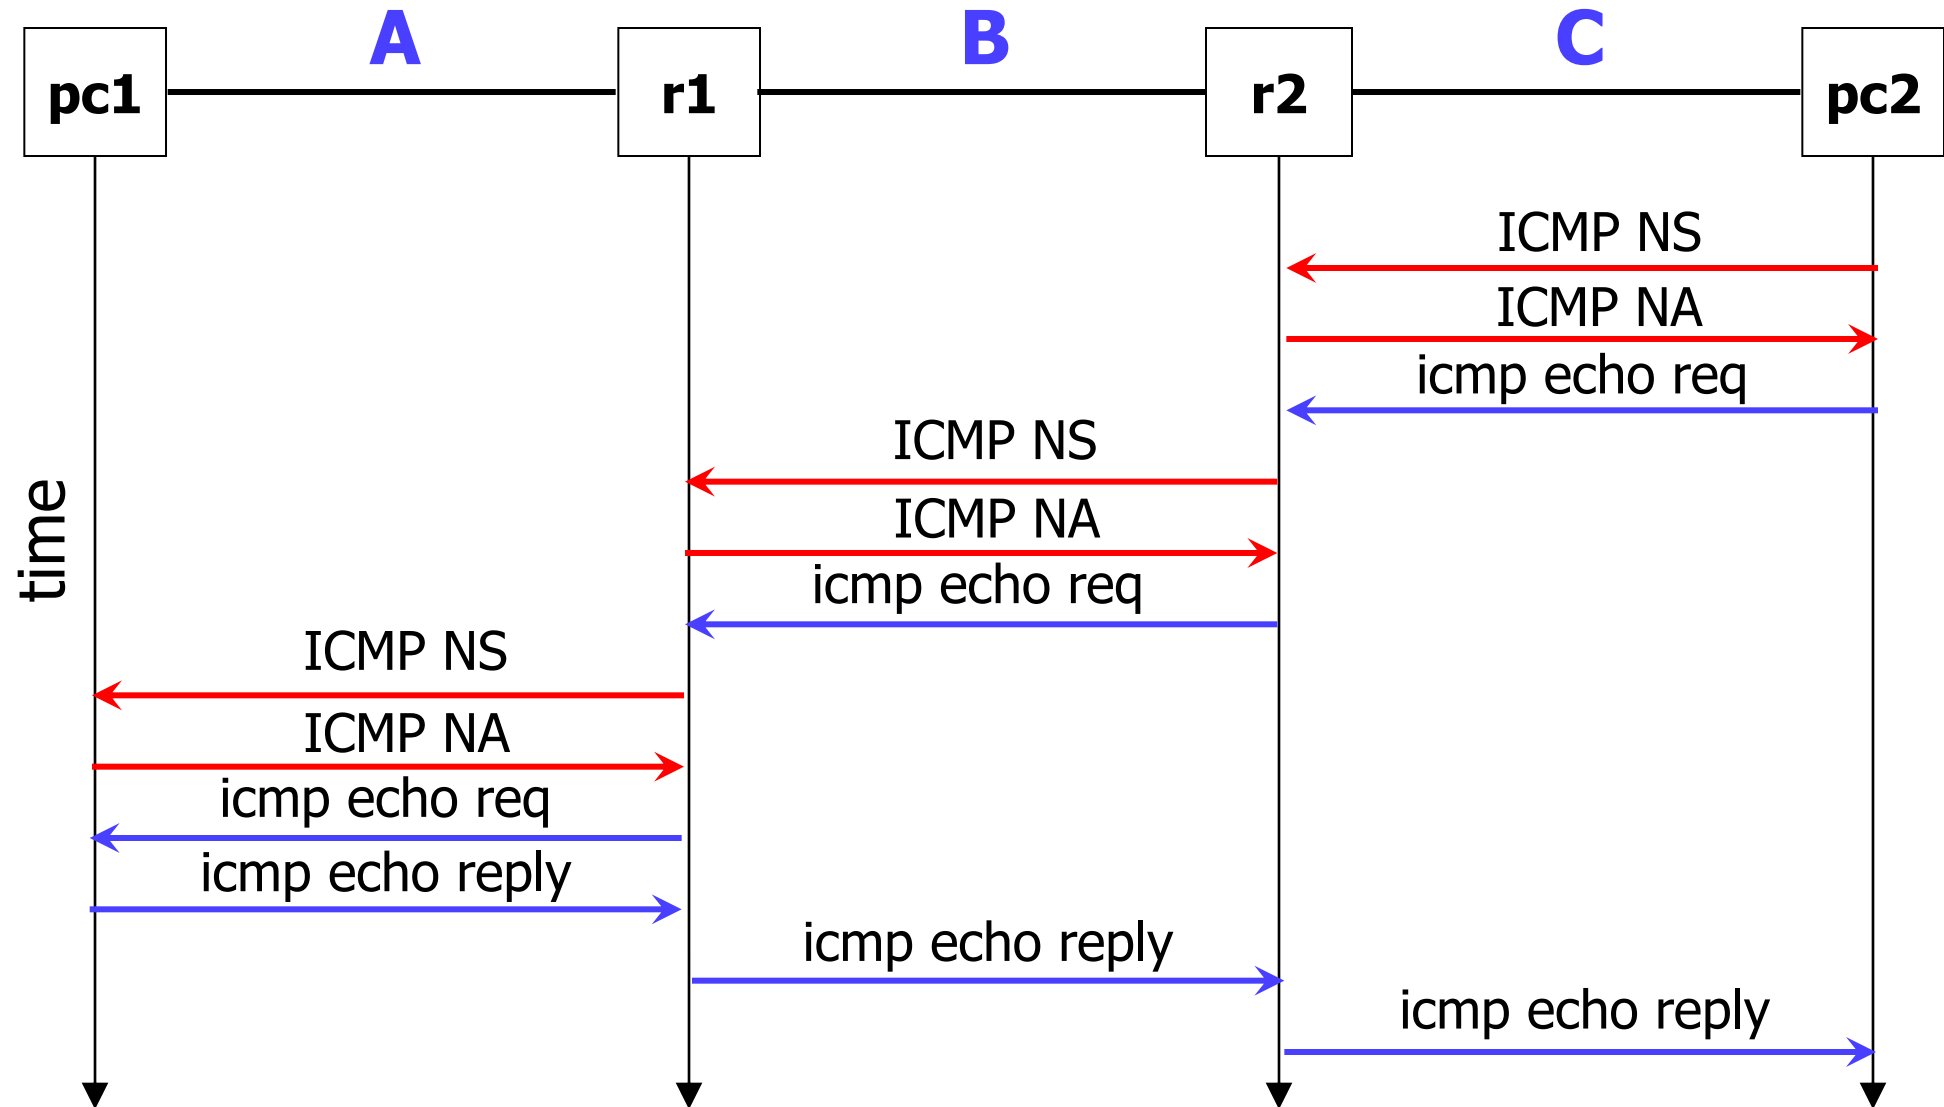 A
B
C
pc1
r1
r2
pc2
ICMP NS
ICMP NA
icmp echo req
ICMP NS
ICMP NA
icmp echo req
time
ICMP NS
ICMP NA
icmp echo req
icmp echo reply
icmp echo reply
icmp echo reply